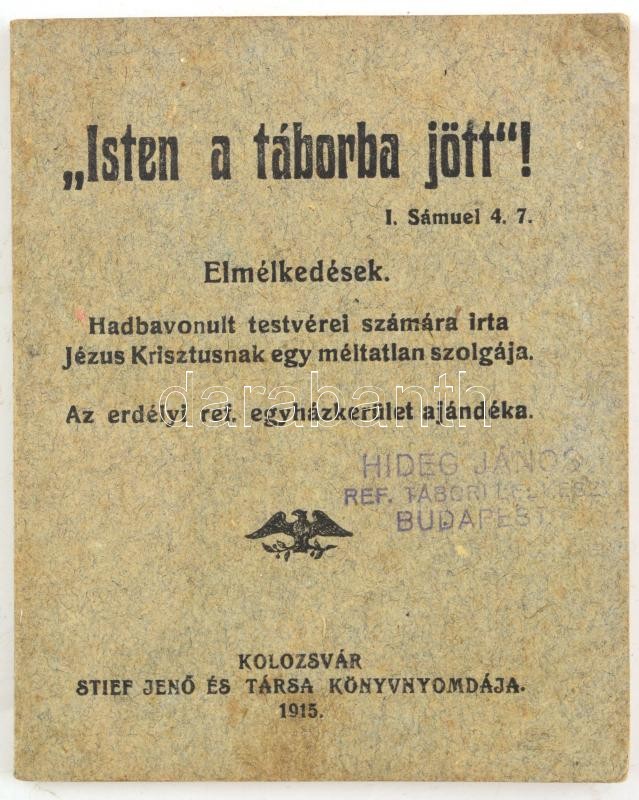 „Isten a táborba jött“!
I. Sámuel 4. 7.
Elmélkedések.
Hadbavonult testvérei számára irta
Jézus Krisztusnak egy méltatlan szolgája.
darabanth
Az erdélyi ref. egyházkerület ajándéka.
HIDEG JÁNOS
REF. TÁBORI LELKÉSZ
BUDAPEST
KOLOZSVÁR
STIEF JENŐ ÉS TÁRSA KÖNYVNYOMDÁJA.
1915.